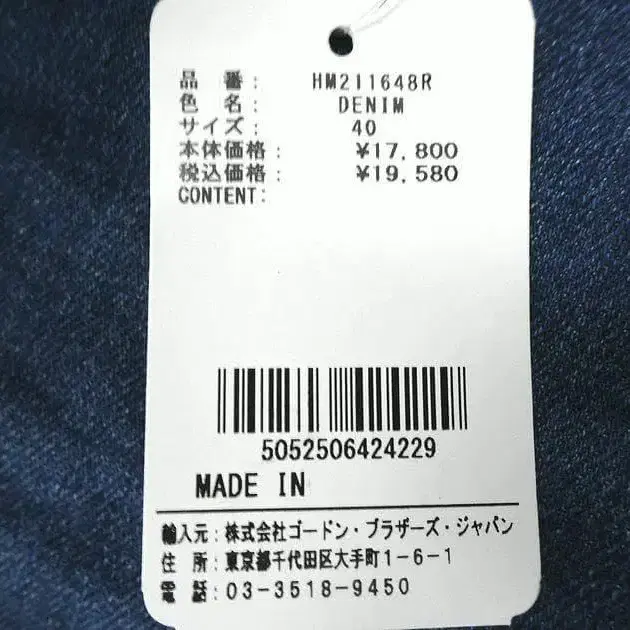 品 番： HM211648R
色 名： DENIM
サイズ： 40
本体価格： ¥17,800
税込価格： ¥19,580
CONTENT:
5052506424229
MADE IN
輸入元：株式会社ゴードン・ブラザーズ・ジャパン
住 所：東京都千代田区大手町1-6-1
電 話：03-3518-9450